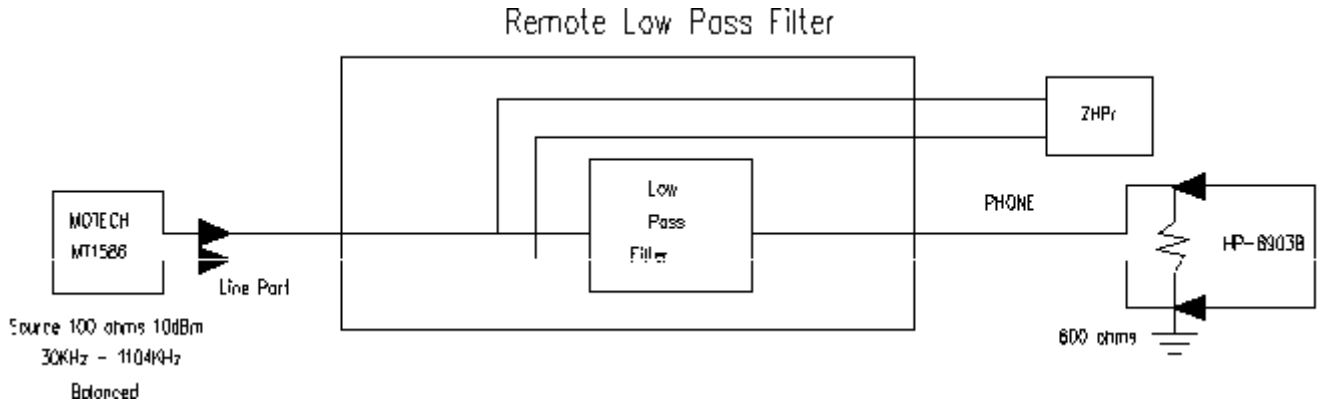 Remote Low Pass Filter
ZHPr
Low
Pass
Filter
PHONE
MOTECH
MT1586
HP-8903B
Line Port
Source 100 ohms 10dBm
30KHz - 1104KHz
Balanced
600 ohms